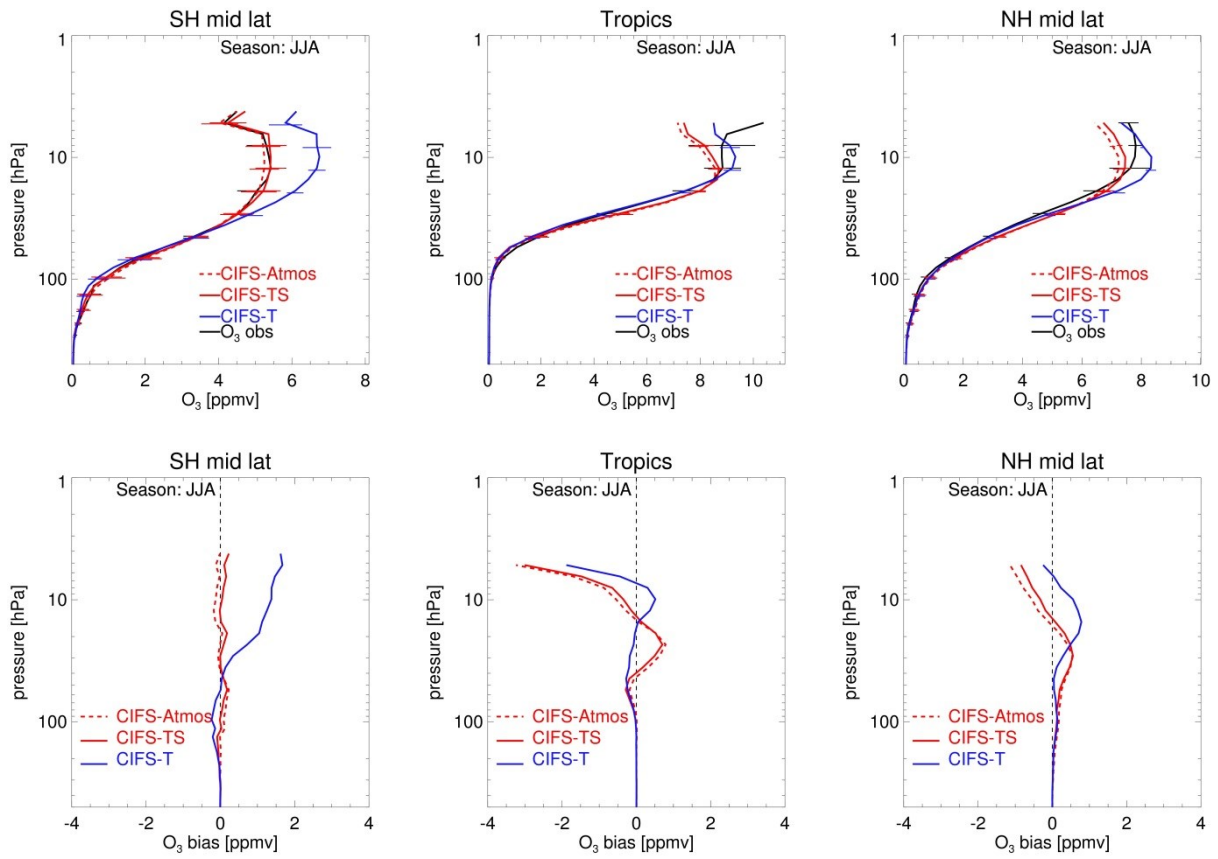 SH mid lat
Season: JJA
1
10
100
pressure [hPa]
CIFS-Atmos
CIFS-TS
CIFS-T
O₃ obs
0 2 4 6 8
O₃ [ppmv]
Tropics
Season: JJA
1
10
100
pressure [hPa]
CIFS-Atmos
CIFS-TS
CIFS-T
O₃ obs
0 2 4 6 8 10
O₃ [ppmv]
NH mid lat
Season: JJA
1
10
100
pressure [hPa]
CIFS-Atmos
CIFS-TS
CIFS-T
O₃ obs
0 2 4 6 8 10
O₃ [ppmv]
SH mid lat
Season: JJA
1
10
100
pressure [hPa]
CIFS-Atmos
CIFS-TS
CIFS-T
-4 -2 0 2 4
O₃ bias [ppmv]
Tropics
Season: JJA
1
10
100
pressure [hPa]
CIFS-Atmos
CIFS-TS
CIFS-T
-4 -2 0 2 4
O₃ bias [ppmv]
NH mid lat
Season: JJA
1
10
100
pressure [hPa]
CIFS-Atmos
CIFS-TS
CIFS-T
-4 -2 0 2 4
O₃ bias [ppmv]